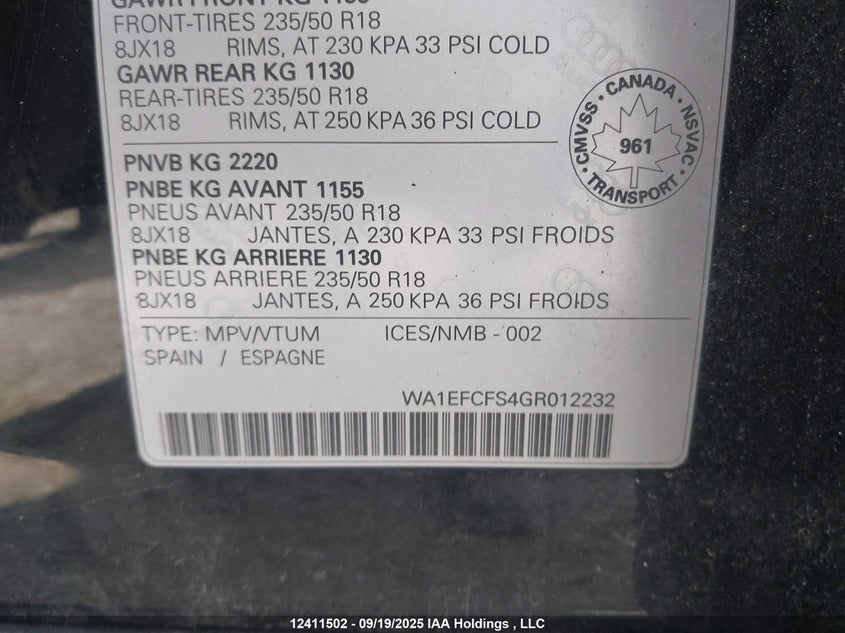 GAWR FRONT KG 1155
FRONT-TIRES 235/50 R18
8JX18 RIMS, AT 230 KPA 33 PSI COLD
GAWR REAR KG 1130
REAR-TIRES 235/50 R18
8JX18 RIMS, AT 250 KPA 36 PSI COLD
CMVSS · CANADA · NSVAC · TRANSPORT ·
961
PNVB KG 2220
PNBE KG AVANT 1155
PNEUS AVANT 235/50 R18
8JX18 JANTES, A 230 KPA 33 PSI FROIDS
PNBE KG ARRIERE 1130
PNEUS ARRIERE 235/50 R18
8JX18 JANTES, A 250 KPA 36 PSI FROIDS
TYPE: MPV/VTUM ICES/NMB - 002
SPAIN / ESPAGNE
WA1EFCFS4GR012232
12411502 - 09/19/2025 IAA Holdings , LLC